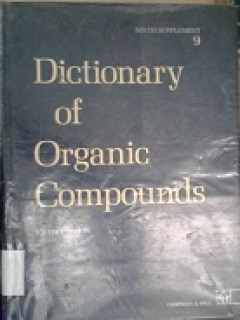 NINTH SUPPLEMENT
9
Dictionary
of
Organic
Compounds